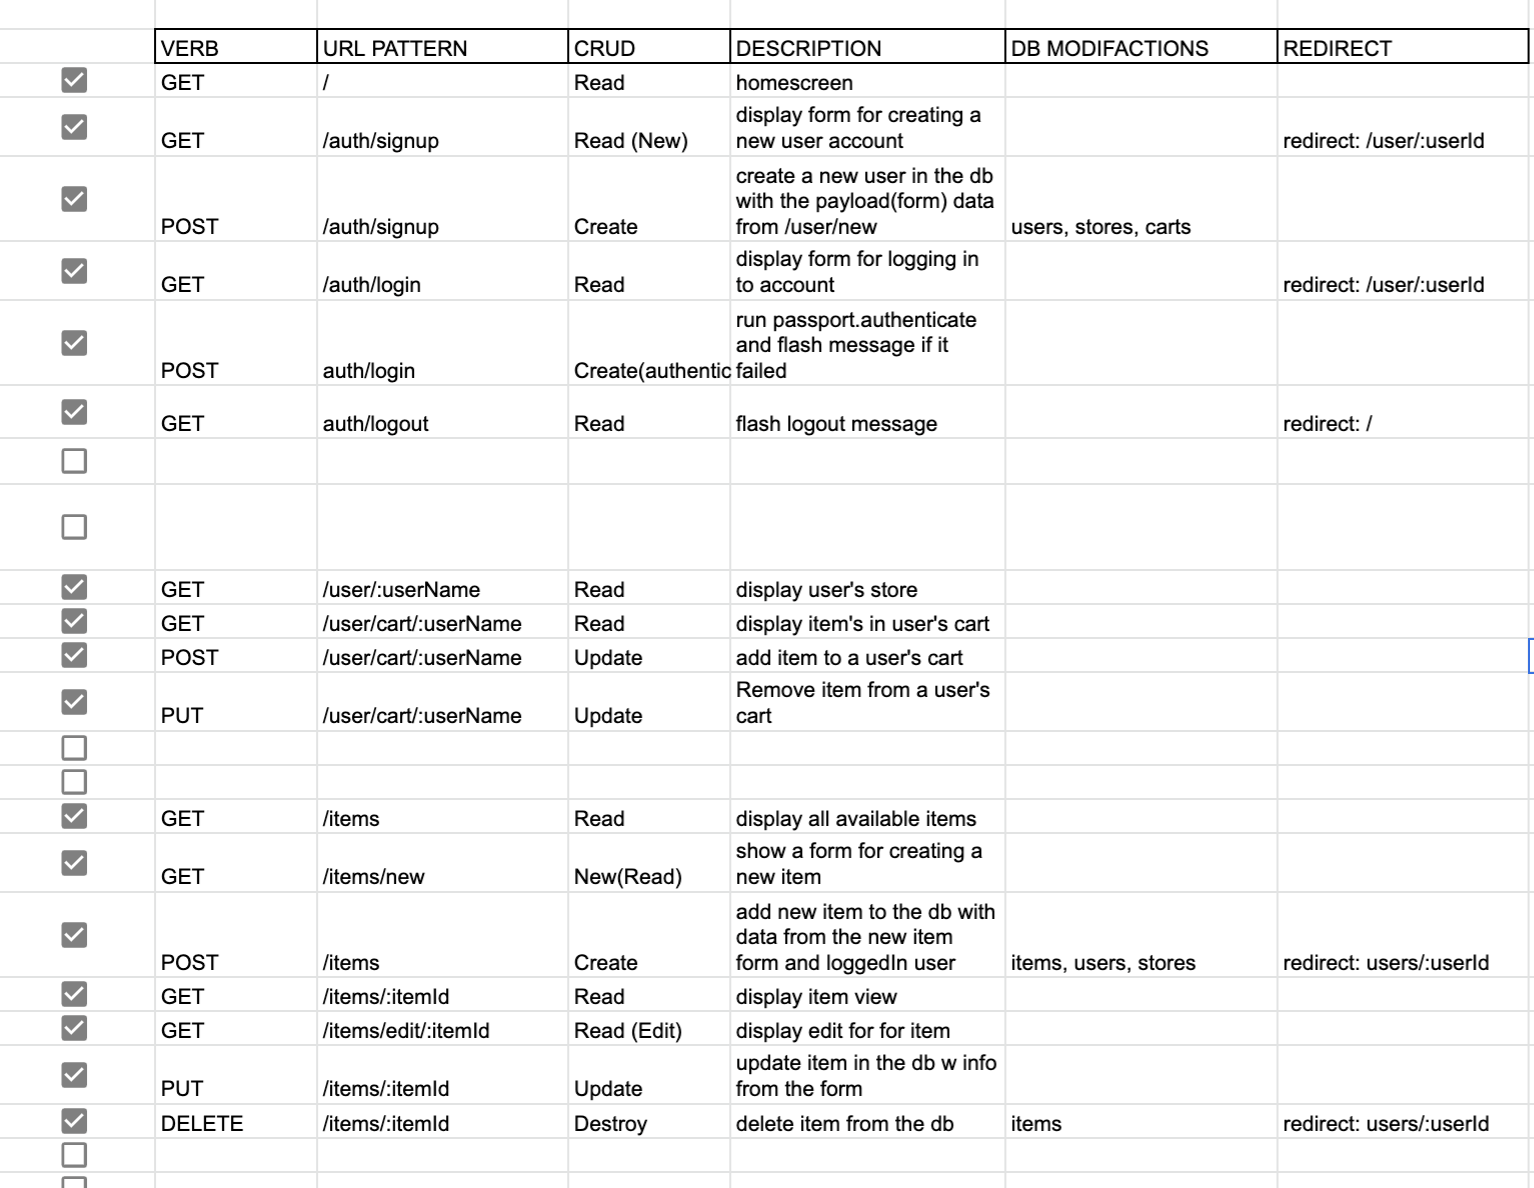 VERB URL PATTERN CRUD DESCRIPTION DB MODIFACTIONS REDIRECT
GET / Read homescreen
display form for creating a
GET /auth/signup Read (New) new user account redirect: /user/:userId
create a new user in the db
with the payload(form) data
POST /auth/signup Create from /user/new users, stores, carts
display form for logging in
GET /auth/login Read to account redirect: /user/:userId
run passport.authenticate
and flash message if it
POST auth/login Create(authentic failed
GET auth/logout Read flash logout message redirect: /
GET /user/:userName Read display user's store
GET /user/cart/:userName Read display item's in user's cart
POST /user/cart/:userName Update add item to a user's cart
Remove item from a user's
PUT /user/cart/:userName Update cart
GET /items Read display all available items
show a form for creating a
GET /items/new New(Read) new item
add new item to the db with
data from the new item
POST /items Create form and loggedIn user items, users, stores redirect: users/:userId
GET /items/:itemId Read display item view
GET /items/edit/:itemId Read (Edit) display edit for for item
update item in the db w info
PUT /items/:itemId Update from the form
DELETE /items/:itemId Destroy delete item from the db items redirect: users/:userId